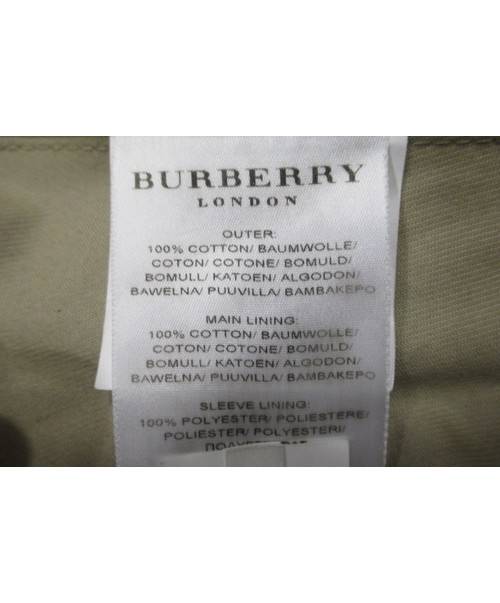 BURBERRY
LONDON
OUTER:
100% COTTON/ BAUMWOLLE/
COTON/ COTONE/ BOMULD/
BOMULL/ KATOEN/ ALGODON/
BAWELNA/ PUUVILLA/ BAMBAKEPO
MAIN LINING:
100% COTTON/ BAUMWOLLE/
COTON/ COTONE/ BOMULD/
BOMULL/ KATOEN/ ALGODON/
BAWELNA/ PUUVILLA/ BAMBAKEPO
SLEEVE LINING:
100% POLYESTER/ POLIESTERE/
POLIESTER/ POLYESTERI/